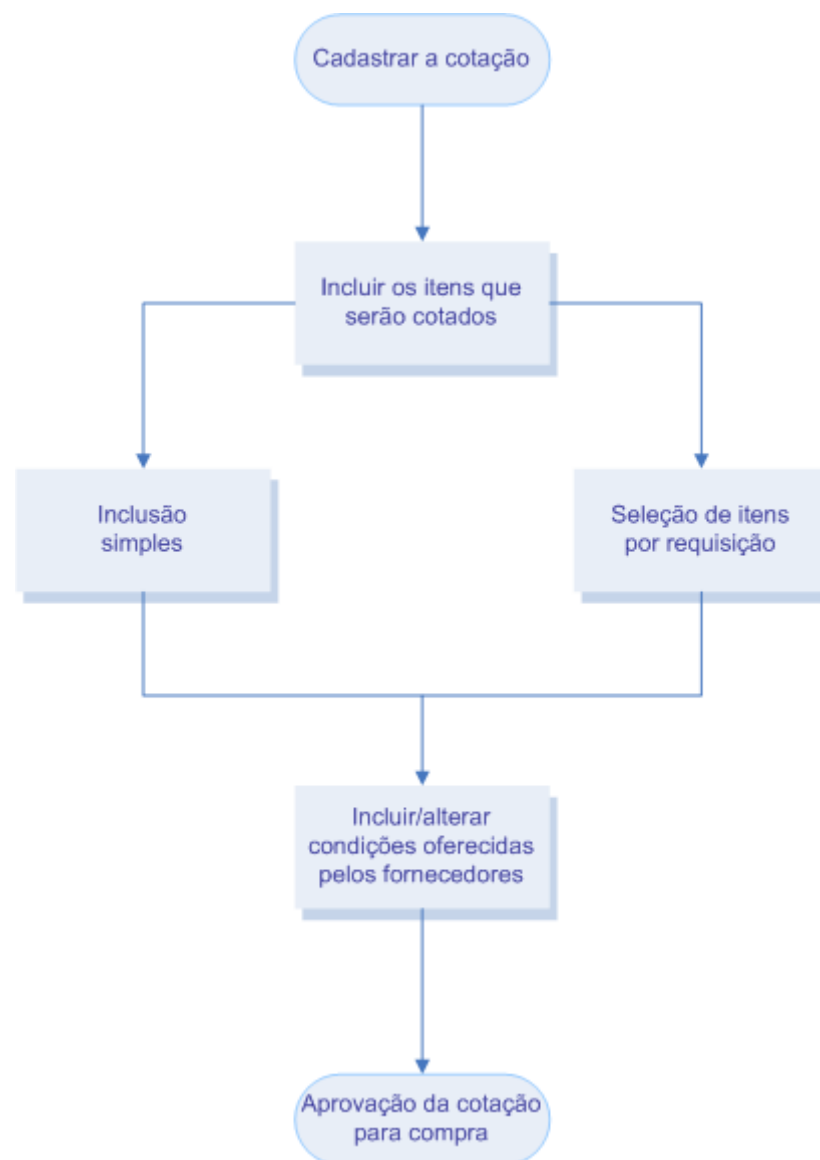 Cadastrar a cotação
Incluir os itens que
serão cotados
Inclusão
simples
Seleção de itens
por requisição
Incluir/alterar
condições oferecidas
pelos fornecedores
Aprovação da cotação
para compra